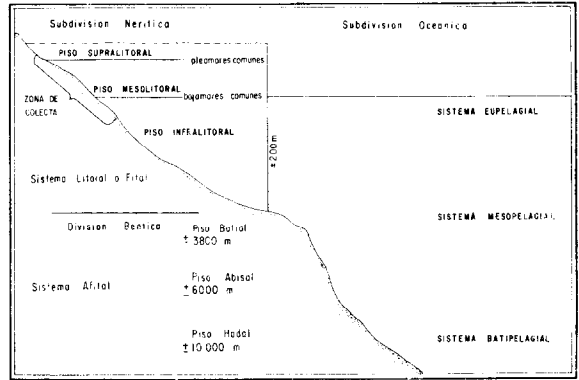 Subdivision Nerítica
Subdivision Oceanica
PISO SUPRALITORAL
pleamares comunes
PISO MESOLITORAL
bajamares comunes
ZONA DE
COLECTA
PISO INFRALITORAL
SISTEMA EUPELAGIAL
±200m
Sistema Litoral o Fital
SISTEMA MESOPELAGIAL
Division Bentica
Piso Batial
± 3800 m
Sistema Afital
Piso Abisal
±6000 m
Piso Hadal
±10 000 m
SISTEMA BATIPELAGIAL